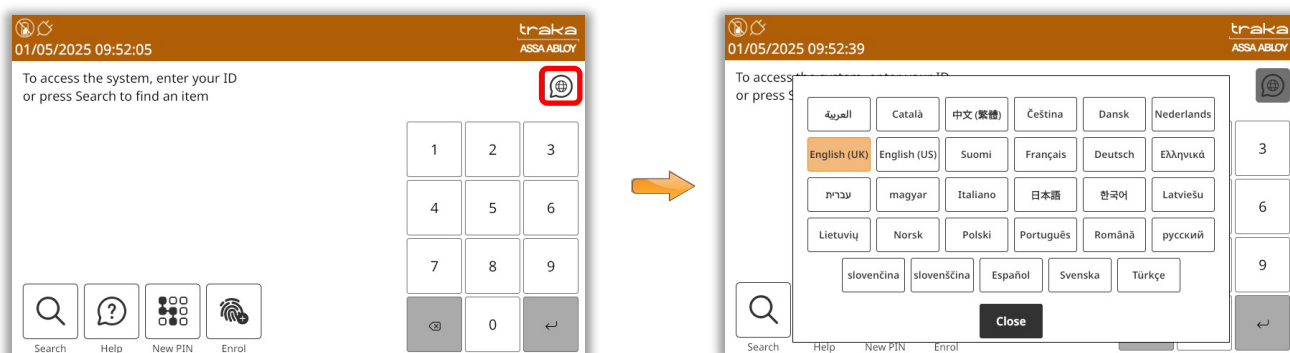 traka
01/05/2025 09:52:05
ASSA ABLOY
To access the system, enter your ID
or press Search to find an item
1 2 3
4 5 6
7 8 9
0
Search Help New PIN Enrol
traka
01/05/2025 09:52:39
ASSA ABLOY
To access
or press
العربية Català 中文 (繁體) Čeština Dansk Nederlands
English (UK) English (US) Suomi Français Deutsch Ελληνικά
עברית magyar Italiano 日本語 한국어 Latviešu
Lietuvių Norsk Polski Português Română русский
slovenčina slovenščina Español Svenska Türkçe
Close
3
6
9
Search Help New PIN Enrol